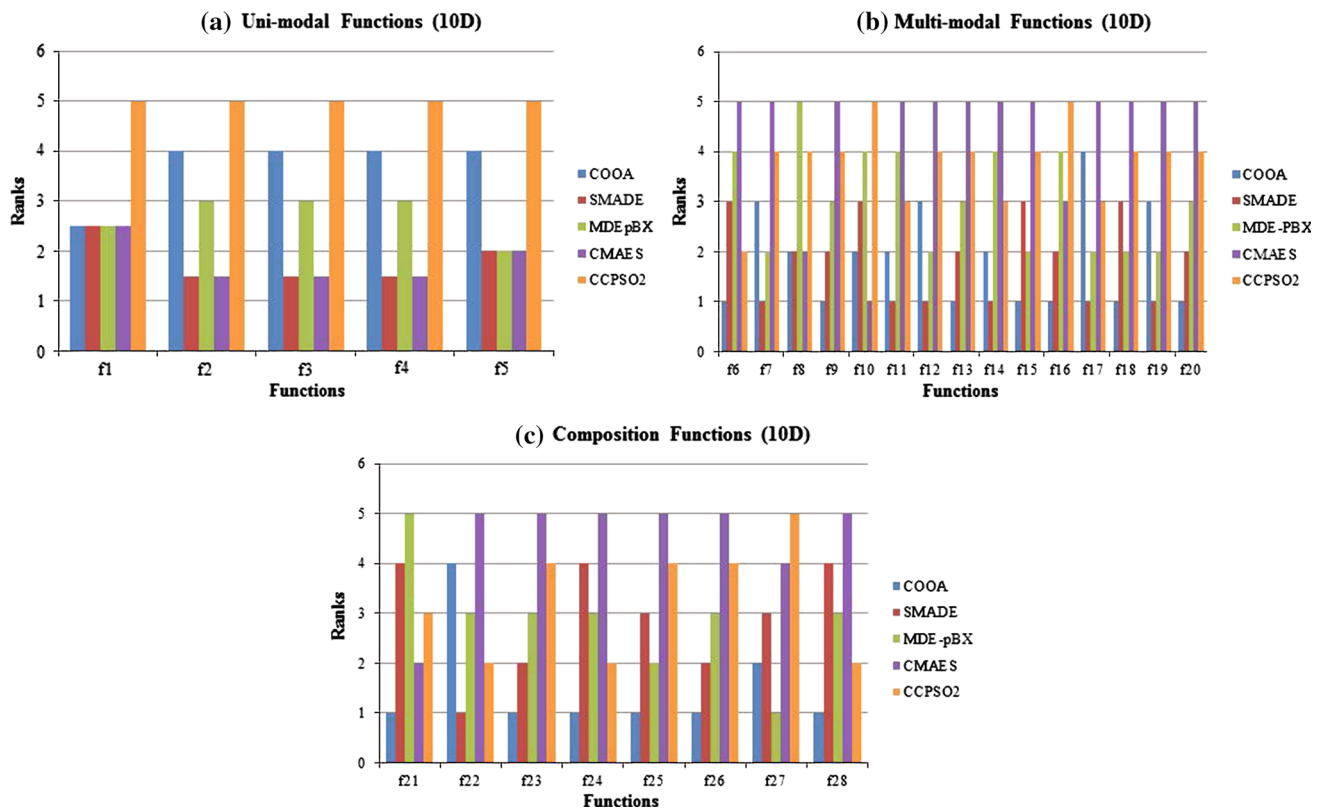 (a) Uni-modal Functions (10D)
6
5
4
3
2
1
0
Ranks
f1 f2 f3 f4 f5
Functions
COOA
SMADE
MDEpBX
CMAES
CCPSO2
(b) Multi-modal Functions (10D)
6
5
4
3
2
1
0
Ranks
f6 f7 f8 f9 f10 f11 f12 f13 f14 f15 f16 f17 f18 f19 f20
Functions
COOA
SMADE
MDE-PBX
CMAES
CCPSO2
(c) Composition Functions (10D)
6
5
4
3
2
1
0
Ranks
f21 f22 f23 f24 f25 f26 f27 f28
Functions
COOA
SMADE
MDE-pBX
CMAES
CCPSO2